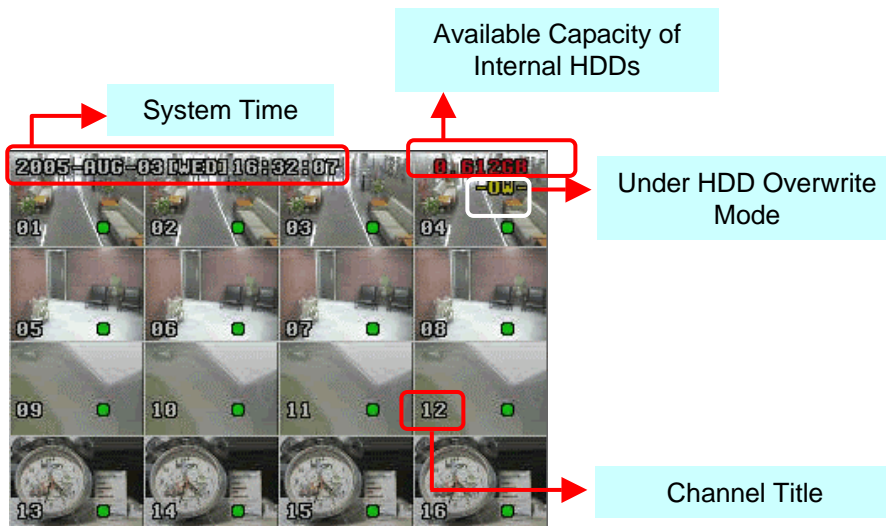 Available Capacity of
Internal HDDs
System Time
2005-AUG-03[WED]16:32:07
0.612GB
-OW-
Under HDD Overwrite
Mode
01 02 03 04
05 06 07 08
09 10 11 12
13 14 15 16
Channel Title